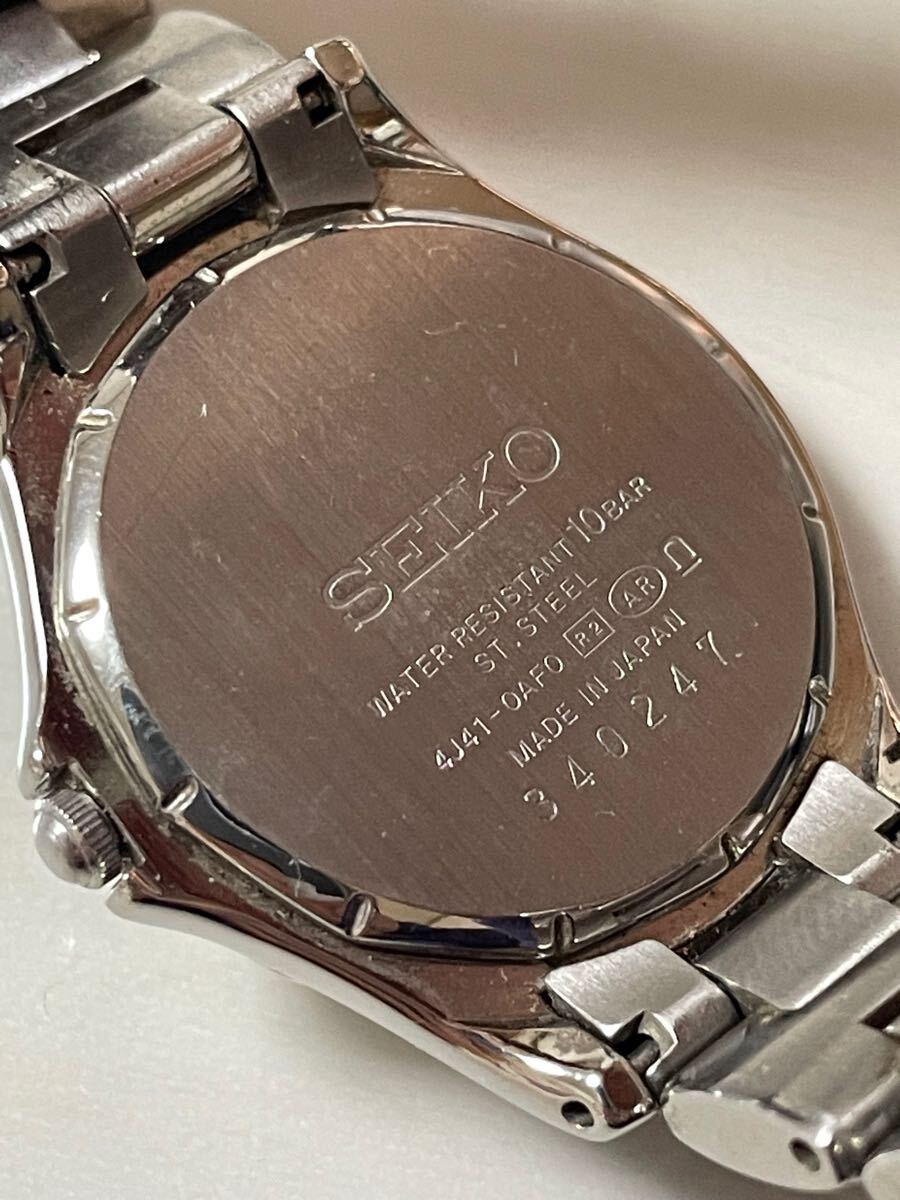 SEIKO
WATER RESISTANT 10 BAR
ST. STEEL
4J41-0AF0 R2 AR
MADE IN JAPAN
340247